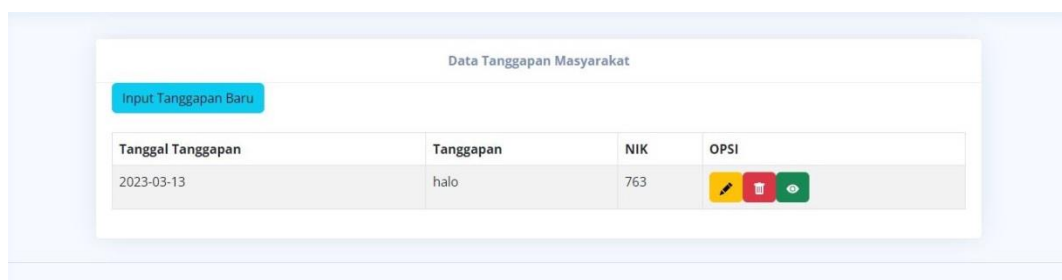 Data Tanggapan Masyarakat
Input Tanggapan Baru
Tanggal Tanggapan Tanggapan NIK OPSI
2023-03-13 halo 763